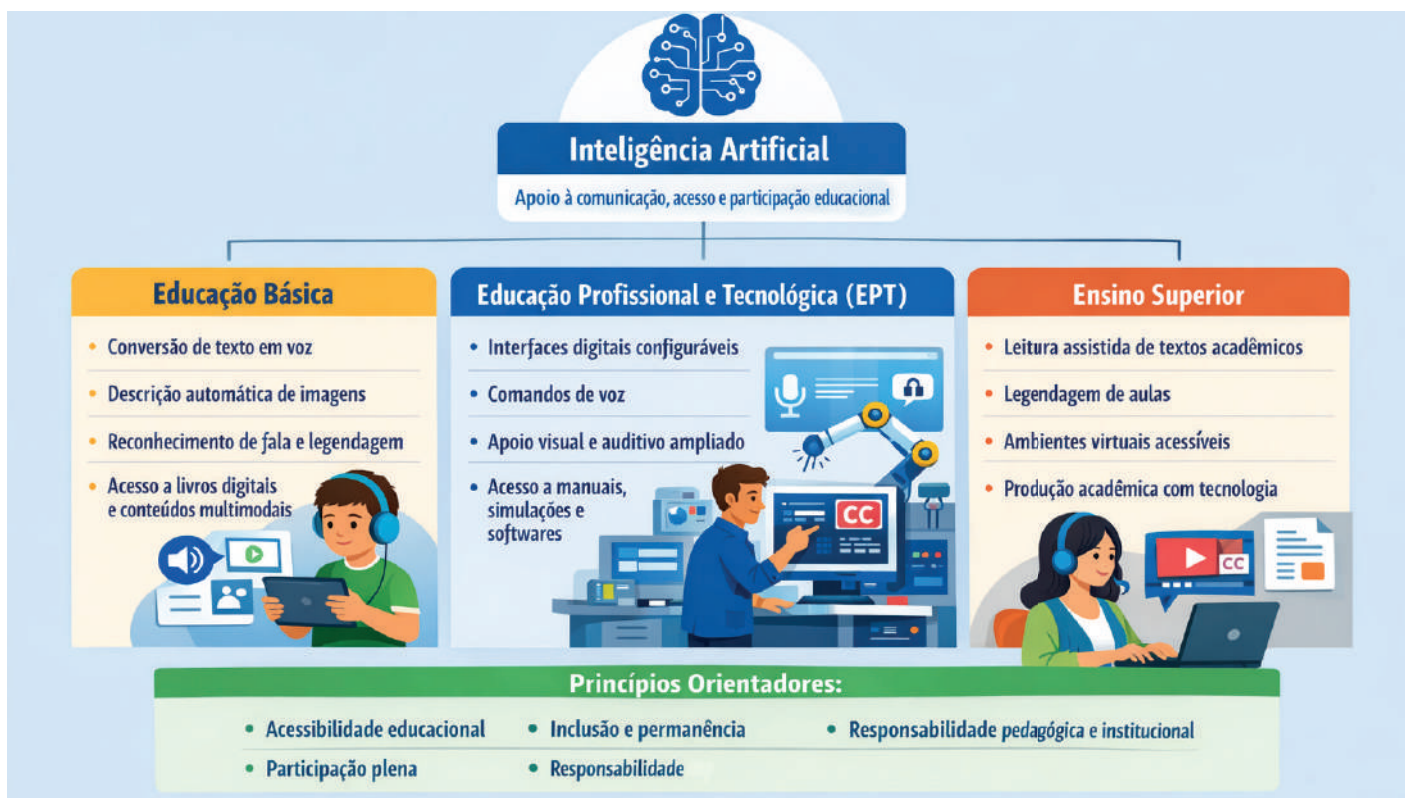 Inteligência Artificial
Apoio à comunicação, acesso e participação educacional
Educação Básica
• Conversão de texto em voz
• Descrição automática de imagens
• Reconhecimento de fala e legendagem
• Acesso a livros digitais
e conteúdos multimodais
Educação Profissional e Tecnológica (EPT)
• Interfaces digitais configuráveis
• Comandos de voz
• Apoio visual e auditivo ampliado
• Acesso a manuais,
simulações e
softwares
CC
Ensino Superior
• Leitura assistida de textos acadêmicos
• Legendagem de aulas
• Ambientes virtuais acessíveis
• Produção acadêmica com tecnologia
CC
Princípios Orientadores:
• Acessibilidade educacional
• Inclusão e permanência
• Responsabilidade pedagógica e institucional
• Participação plena
• Responsabilidade